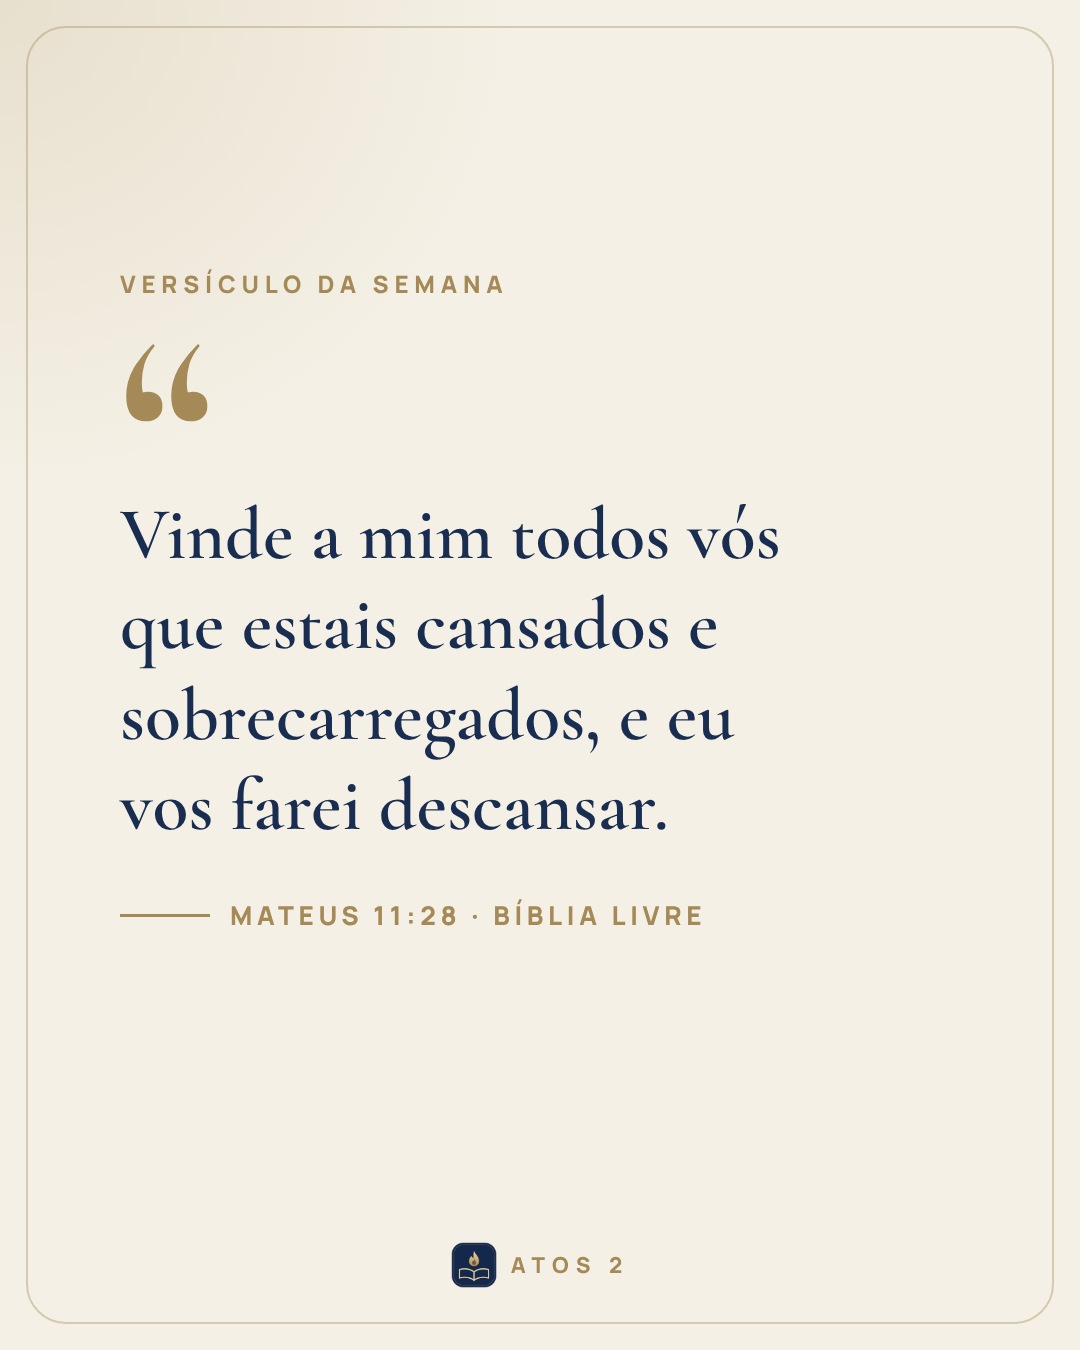 VERSÍCULO DA SEMANA
“
Vinde a mim todos vós
que estais cansados e
sobrecarregados, e eu
vos farei descansar.
MATEUS 11:28 · BÍBLIA LIVRE
ATOS 2